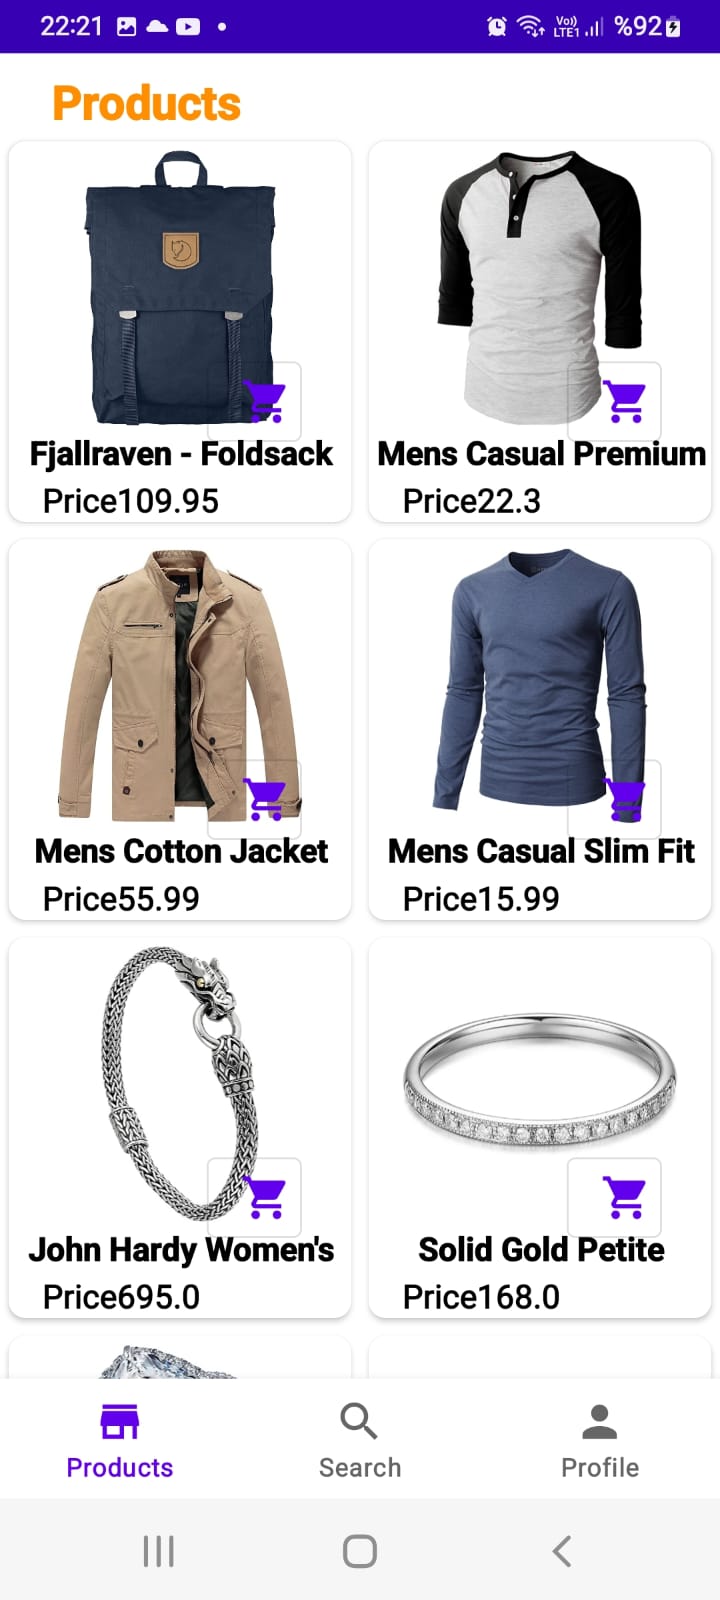 22:21 Vo)) LTE1 %92
Products
Fjallraven - Foldsack
Price109.95
Mens Casual Premium
Price22.3
Mens Cotton Jacket
Price55.99
Mens Casual Slim Fit
Price15.99
John Hardy Women's
Price695.0
Solid Gold Petite
Price168.0
Products
Search
Profile